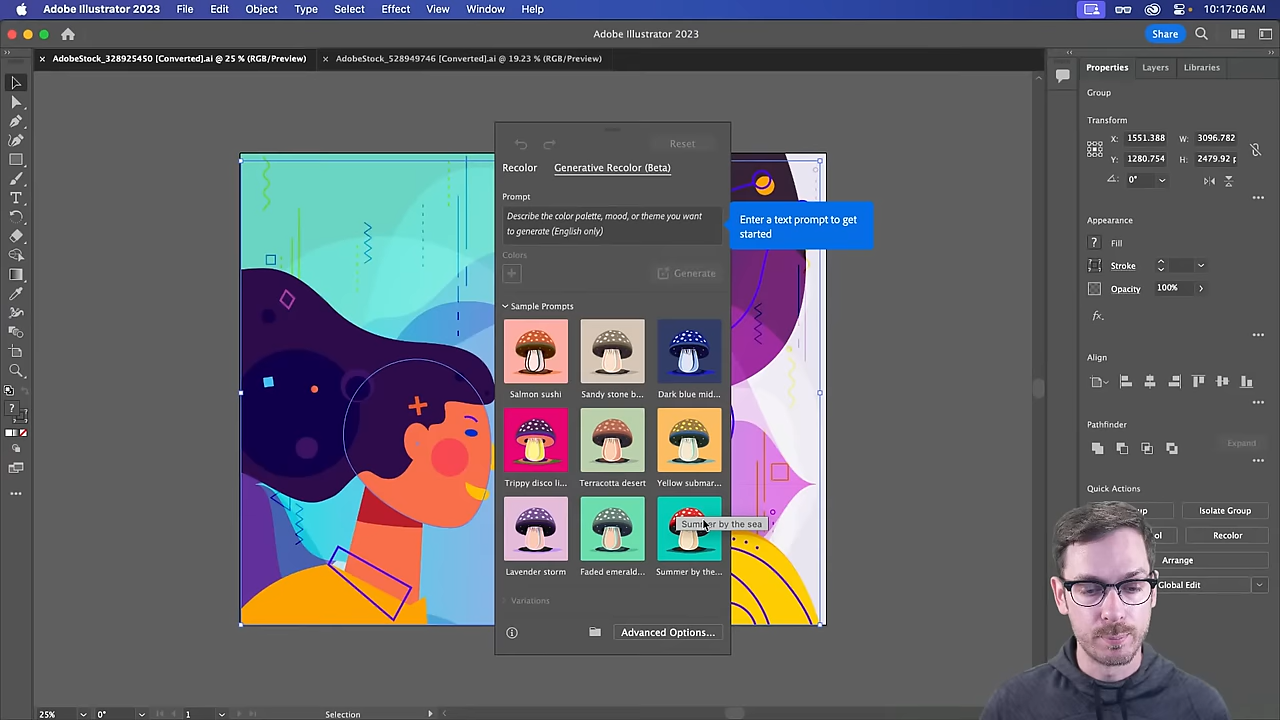 Adobe Illustrator 2023 File Edit Object Type Select Effect View Window Help 10:17:06 AM
Adobe Illustrator 2023 Share
AdobeStock_328925450 [Converted].ai @ 25 % (RGB/Preview) AdobeStock_528949746 [Converted].ai @ 19.23 % (RGB/Preview)
Properties Layers Libraries
Group
Transform
X: 1551.388 W: 3096.782
Y: 1280.754 H: 2479.92 p
0°
Appearance
Fill
Stroke
Opacity 100%
fx.
Align
Pathfinder
Expand
Quick Actions
Isolate Group
Recolor
Arrange
Global Edit
Reset
Recolor Generative Recolor (Beta)
Prompt
Describe the color palette, mood, or theme you want
to generate (English only)
Enter a text prompt to get
started
Colors
Generate
Sample Prompts
Salmon sushi Sandy stone b... Dark blue mid...
Trippy disco li... Terracotta desert Yellow submar...
Summer by the sea
Lavender storm Faded emerald... Summer by the...
Variations
Advanced Options...
25% 0° 1 Selection